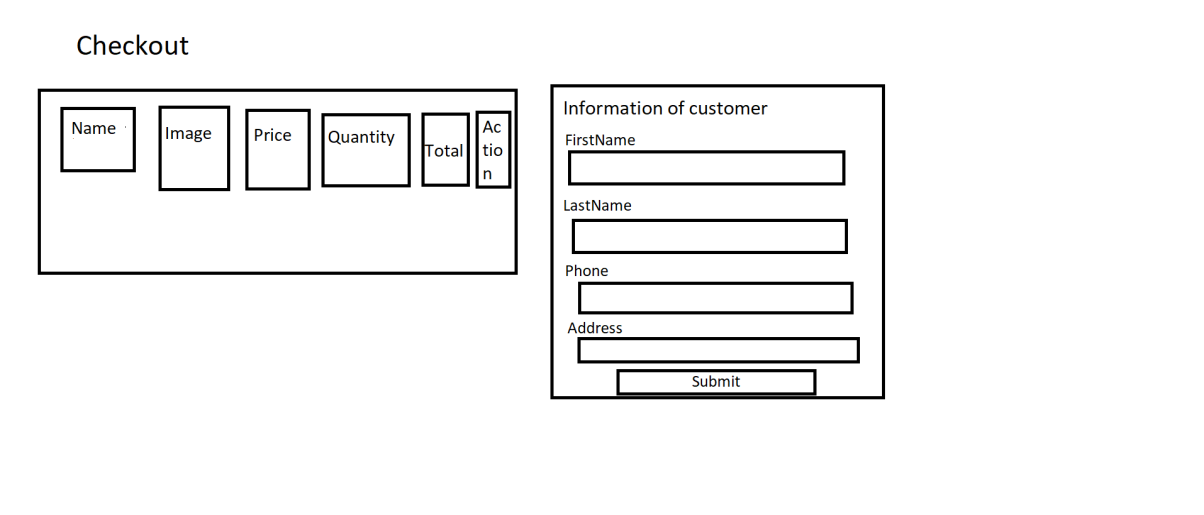 Checkout
Name
Image
Price
Quantity
Total
Ac
tio
n
Information of customer
FirstName
LastName
Phone
Address
Submit